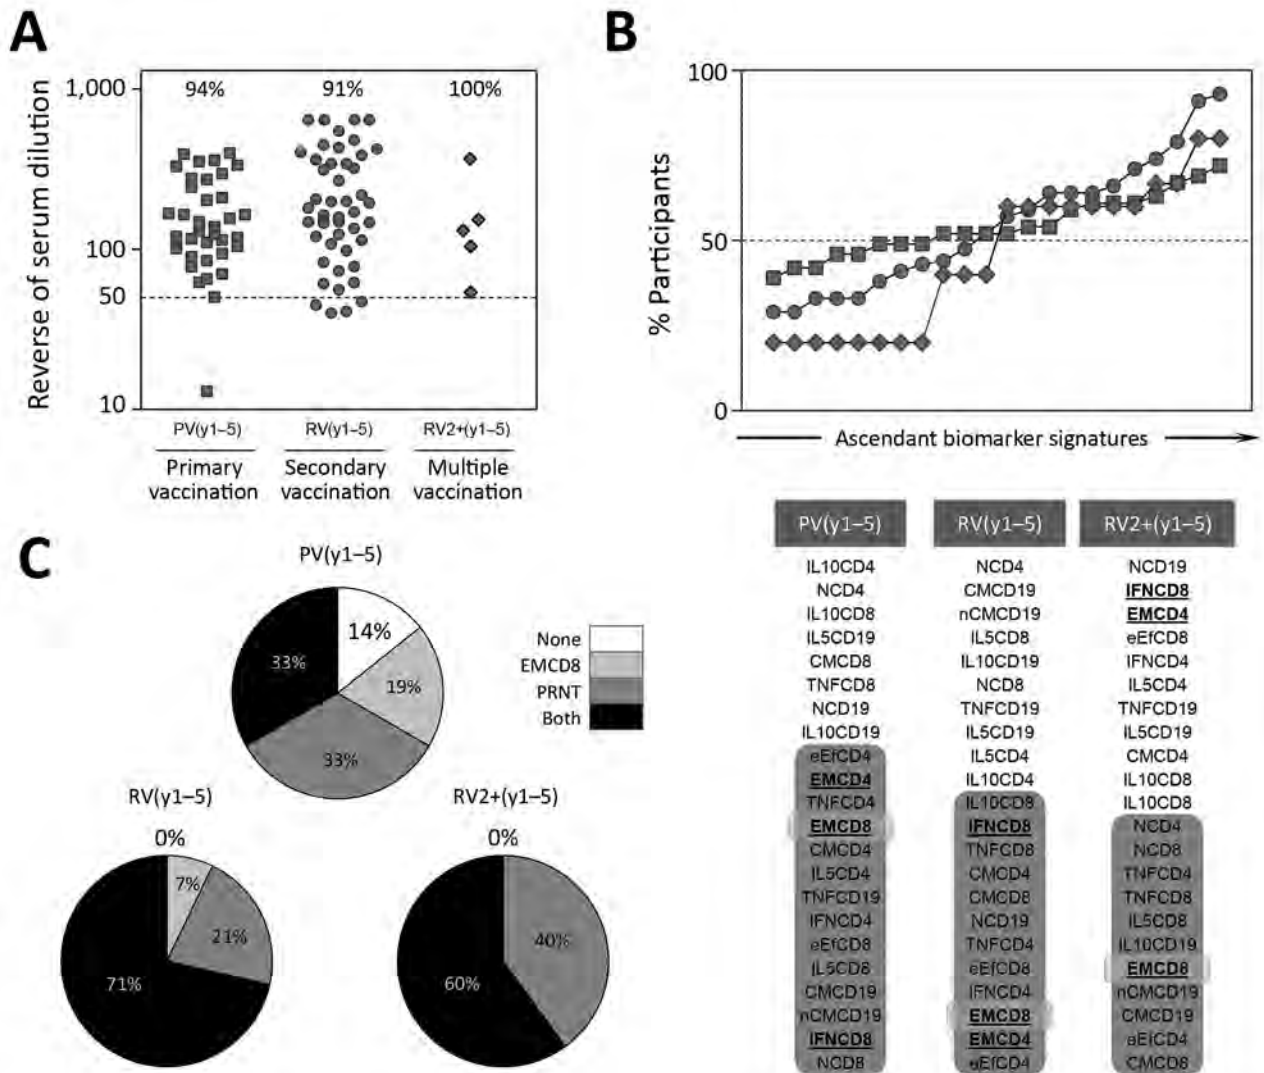 A
1,000
100
50
10
Reverse of serum dilution
94%
91%
100%
PV(y1–5)
RV(y1–5)
RV2+(y1–5)
Primary
vaccination
Secondary
vaccination
Multiple
vaccination
B
100
50
0
% Participants
Ascendant biomarker signatures
PV(y1–5)
IL10CD4
NCD4
IL10CD8
IL5CD19
CMCD8
TNFCD8
NCD19
IL10CD19
eEfCD4
EMCD4
TNFCD4
EMCD8
CMCD4
IL5CD4
TNFCD19
IFNCD4
eEfCD8
IL5CD8
CMCD19
nCMCD19
IFNCD8
NCD8
RV(y1–5)
NCD4
CMCD19
nCMCD19
IL5CD8
IL10CD19
NCD8
TNFCD19
IL5CD19
IL5CD4
IL10CD4
IL10CD8
IFNCD8
TNFCD8
CMCD4
CMCD8
NCD19
TNFCD4
eEfCD8
IFNCD4
EMCD8
EMCD4
eEfCD4
RV2+(y1–5)
NCD19
IFNCD8
EMCD4
eEfCD8
IFNCD4
IL5CD4
TNFCD19
IL5CD19
CMCD4
IL10CD8
IL10CD8
NCD4
NCD8
TNFCD4
TNFCD8
IL5CD8
IL10CD19
EMCD8
nCMCD19
CMCD19
eEfCD4
CMCD8
C
PV(y1–5)
14%
19%
33%
33%
None
EMCD8
PRNT
Both
RV(y1–5)
0%
7%
21%
71%
RV2+(y1–5)
0%
40%
60%